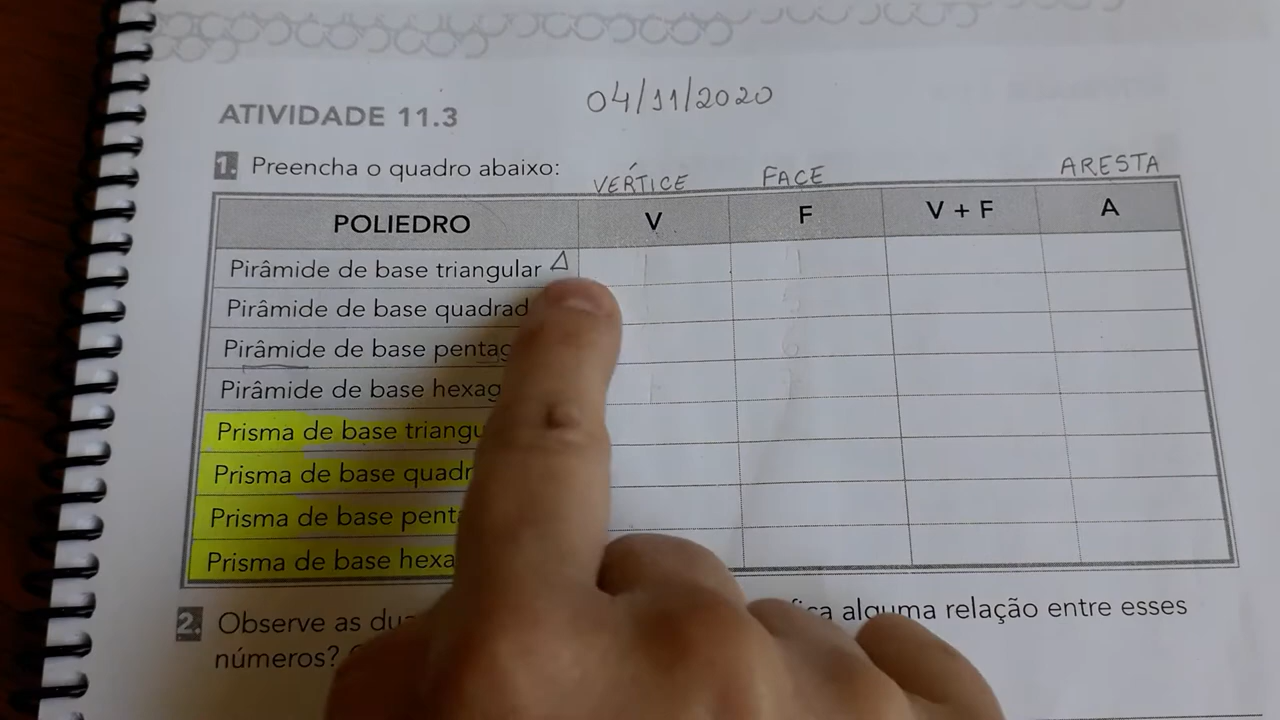 04/11/2020
ATIVIDADE 11.3
1. Preencha o quadro abaixo:
VÉRTICE FACE ARESTA
POLIEDRO V F V + F A
Pirâmide de base triangular
Pirâmide de base quadrad
Pirâmide de base pentag
Pirâmide de base hexag
Prisma de base triangu
Prisma de base quadr
Prisma de base penta
Prisma de base hexa
2. Observe as du alguma relação entre esses
números?